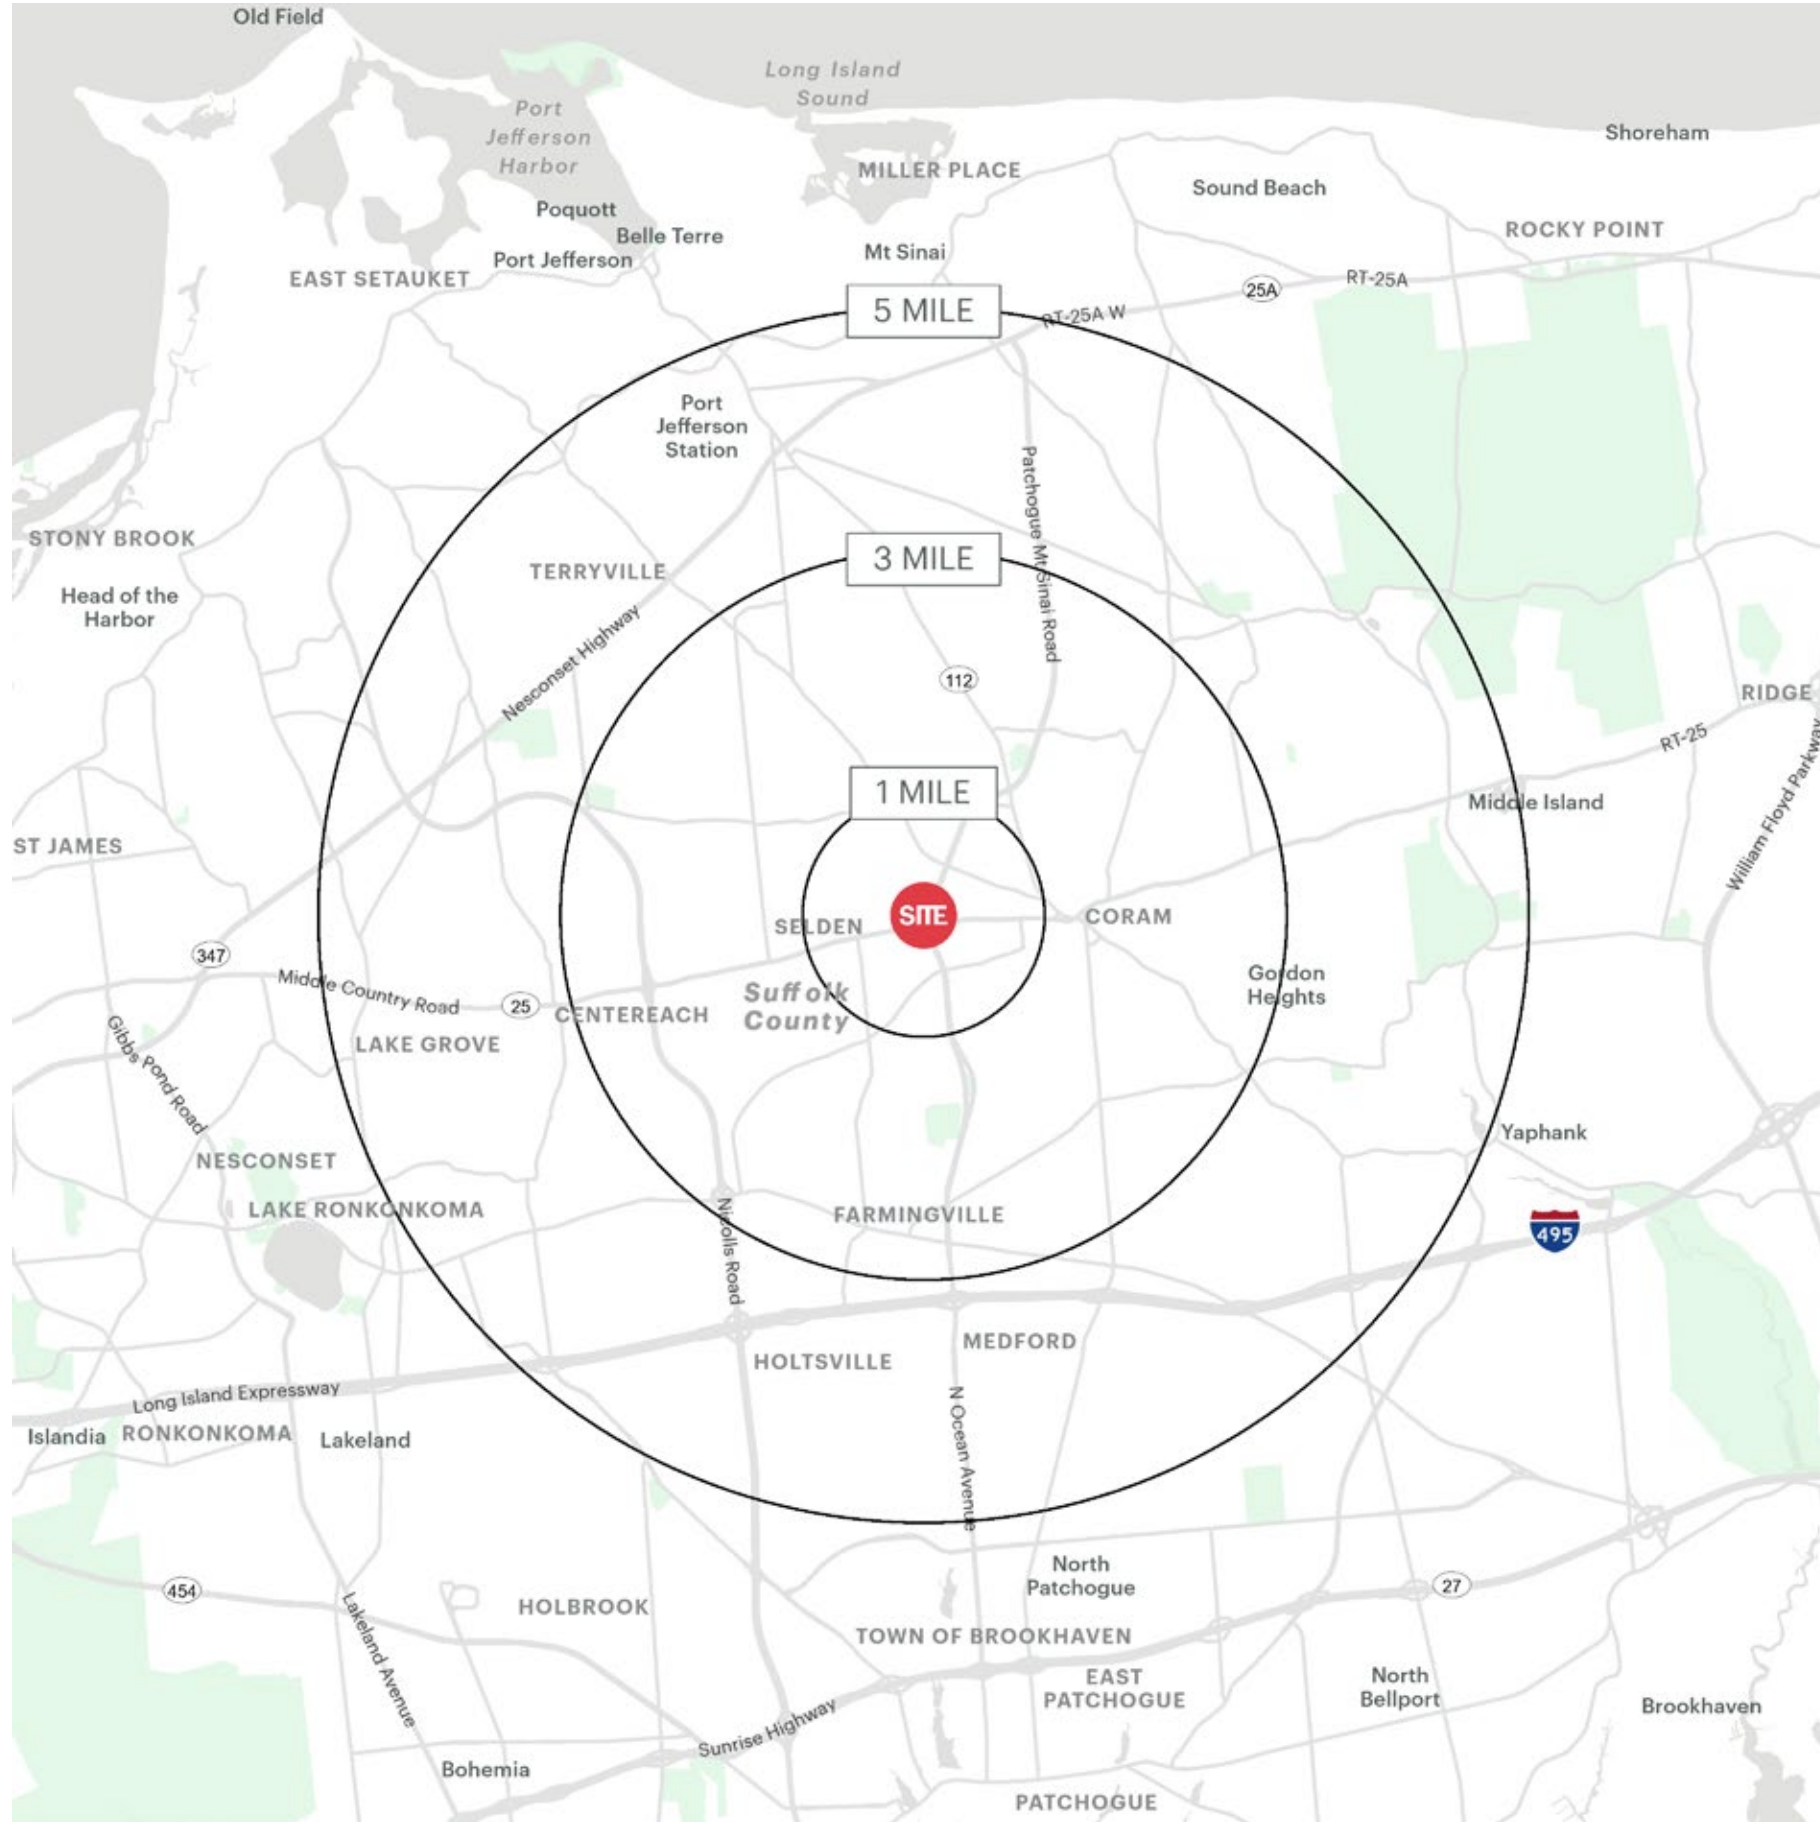 Old Field
Long Island
Sound
Port
Jefferson
Harbor
Shoreham
MILLER PLACE
Sound Beach
Poquott
ROCKY POINT
Belle Terre
Mt Sinai
Port Jefferson
EAST SETAUKET
RT-25A
25A
5 MILE
RT-25A W
Port
Jefferson
Station
Patchogue Mt Sinai Road
STONY BROOK
3 MILE
TERRYVILLE
Head of the
Harbor
Nesconset Highway
112
RIDGE
RT-25
1 MILE
Middle Island
William Floyd Parkway
ST JAMES
SITE
CORAM
SELDEN
347
Middle Country Road
25
Suffolk
County
Gordon
Heights
CENTEREACH
LAKE GROVE
Gibbs Pond Road
Yaphank
NESCONSET
LAKE RONKONKOMA
FARMINGVILLE
495
Nicolls Road
MEDFORD
HOLTSVILLE
Long Island Expressway
Islandia
RONKONKOMA
Lakeland
N Ocean Avenue
North
Patchogue
454
27
HOLBROOK
Lakeland Avenue
TOWN OF BROOKHAVEN
EAST
PATCHOGUE
North
Bellport
Brookhaven
Sunrise Highway
Bohemia
PATCHOGUE